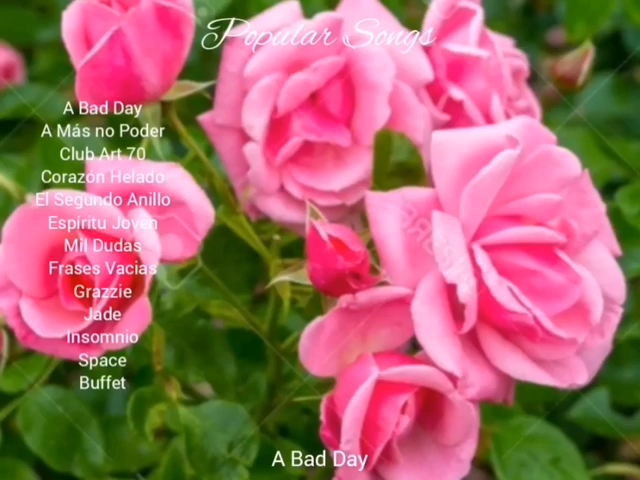 Popular Songs
A Bad Day
A Más no Poder
Club Art 70
Corazón Helado
El Segundo Anillo
Espíritu Joven
Mil Dudas
Frases Vacias
Grazzie
Jade
Insomnio
Space
Buffet
A Bad Day